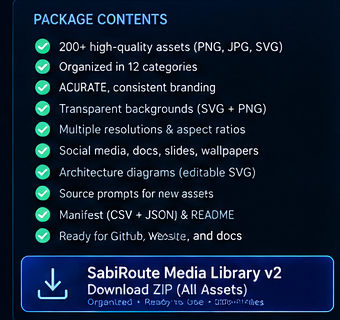 PACKAGE CONTENTS
200+ high-quality assets (PNG, JPG, SVG)
Organized in 12 categories
ACURATE, consistent branding
Transparent backgrounds (SVG + PNG)
Multiple resolutions & aspect ratios
Social media, docs, slides, wallpapers
Architecture diagrams (editable SVG)
Source prompts for new assets
Manifest (CSV + JSON) & README
Ready for Github, Website, and docs
SabiRoute Media Library v2
Download ZIP (All Assets)
Organized • Ready to Use •